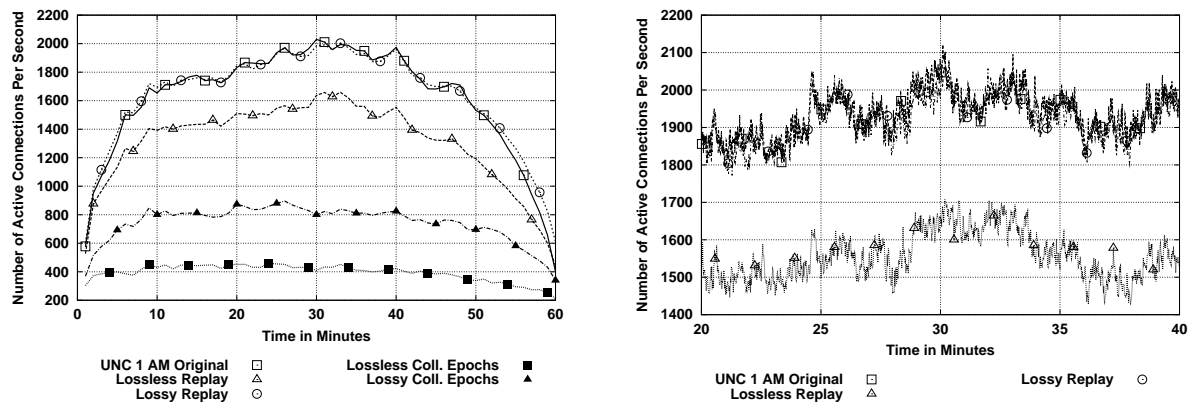 Number of Active Connections Per Second
2200
2000
1800
1600
1400
1200
1000
800
600
400
200
0 10 20 30 40 50 60
Time in Minutes
UNC 1 AM Original
Lossless Replay
Lossy Replay
Lossless Coll. Epochs
Lossy Coll. Epochs
Number of Active Connections Per Second
2200
2100
2000
1900
1800
1700
1600
1500
1400
20 25 30 35 40
Time in Minutes
UNC 1 AM Original
Lossless Replay
Lossy Replay